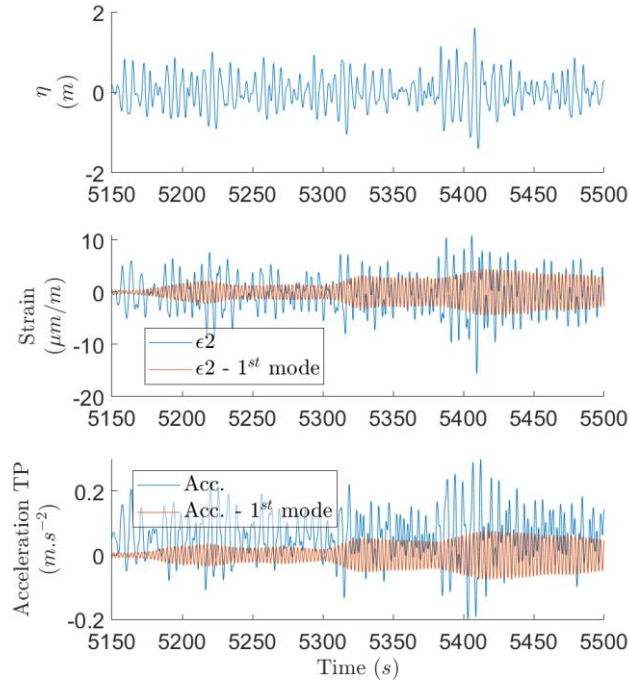 2
0
-2
η
(m)
5150 5200 5250 5300 5350 5400 5450 5500
10
0
-10
-20
Strain
(μm/m)
ϵ2
ϵ2 - 1st mode
5150 5200 5250 5300 5350 5400 5450 5500
0.2
0
-0.2
Acceleration TP
(m.s−2)
Acc.
Acc. - 1st mode
5150 5200 5250 5300 5350 5400 5450 5500
Time (s)